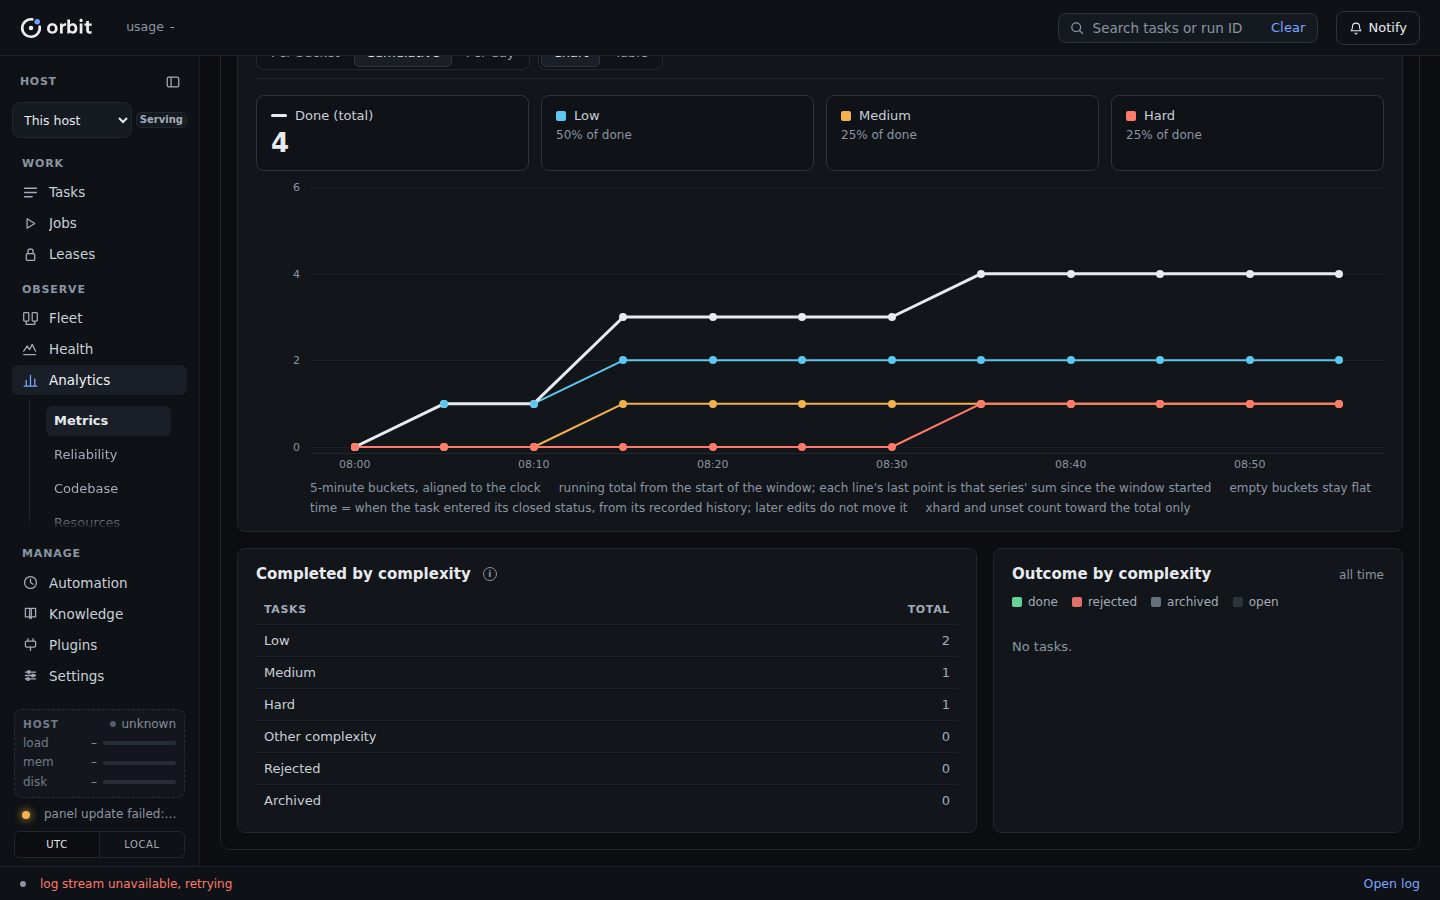 orbit
usage -
Search tasks or run ID
Clear
Notify
HOST
This host
Serving
WORK
Tasks
Jobs
Leases
OBSERVE
Fleet
Health
Analytics
Metrics
Reliability
Codebase
Resources
MANAGE
Automation
Knowledge
Plugins
Settings
HOST
unknown
load –
mem –
disk –
panel update failed:...
UTC
LOCAL
Done (total)
4
Low
50% of done
Medium
25% of done
Hard
25% of done
6
4
2
0
08:00 08:10 08:20 08:30 08:40 08:50
5-minute buckets, aligned to the clock running total from the start of the window; each line's last point is that series' sum since the window started empty buckets stay flat
time = when the task entered its closed status, from its recorded history; later edits do not move it xhard and unset count toward the total only
Completed by complexity
TASKS TOTAL
Low 2
Medium 1
Hard 1
Other complexity 0
Rejected 0
Archived 0
Outcome by complexity
all time
done rejected archived open
No tasks.
log stream unavailable, retrying
Open log